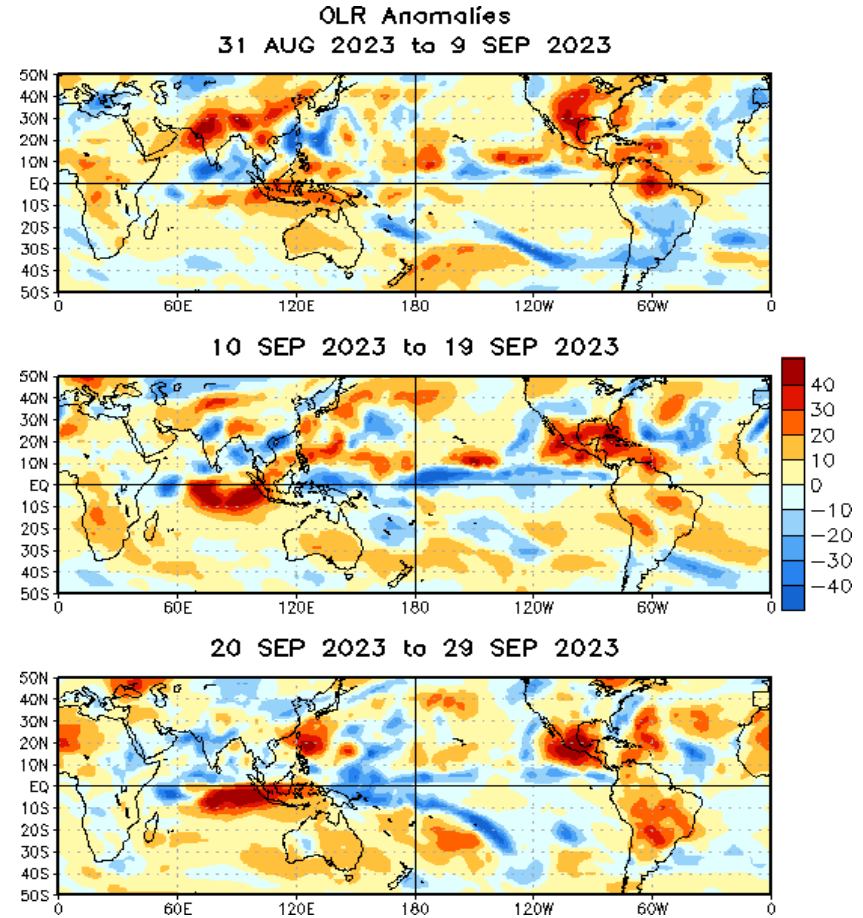 OLR Anomalies
31 AUG 2023 to 9 SEP 2023
50N
40N
30N
20N
10N
EQ
10S
20S
30S
40S
50S
0 60E 120E 180 120W 60W 0
10 SEP 2023 to 19 SEP 2023
50N
40N
30N
20N
10N
EQ
10S
20S
30S
40S
50S
0 60E 120E 180 120W 60W 0
40
30
20
10
0
−10
−20
−30
−40
20 SEP 2023 to 29 SEP 2023
50N
40N
30N
20N
10N
EQ
10S
20S
30S
40S
50S
0 60E 120E 180 120W 60W 0